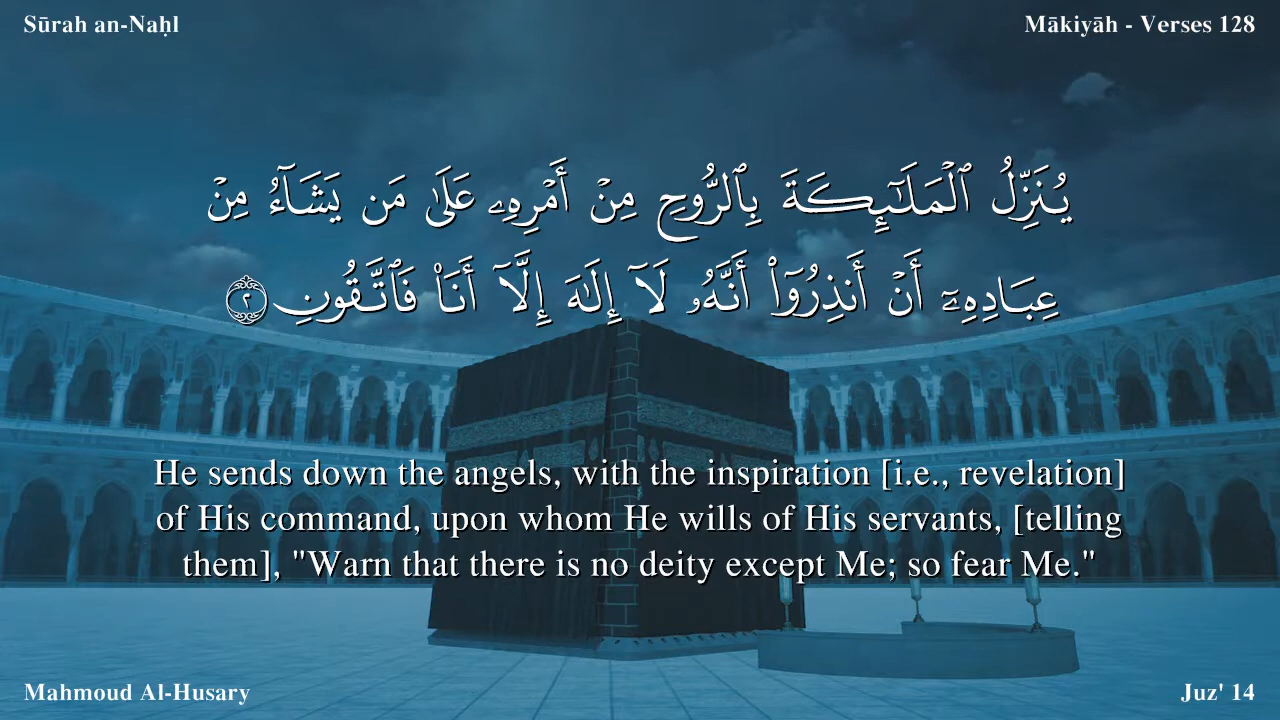 Sūrah an-Naḥl
Mākiyāh - Verses 128
يُنَزِّلُ ٱلْمَلَـٰٓئِكَةَ بِٱلرُّوحِ مِنْ أَمْرِهِۦ عَلَىٰ مَن يَشَآءُ مِنْ
عِبَادِهِۦٓ أَنْ أَنذِرُوٓا۟ أَنَّهُۥ لَآ إِلَـٰهَ إِلَّآ أَنَا۠ فَٱتَّقُونِ ٢
He sends down the angels, with the inspiration [i.e., revelation]
of His command, upon whom He wills of His servants, [telling
them], "Warn that there is no deity except Me; so fear Me."
Mahmoud Al-Husary
Juz' 14